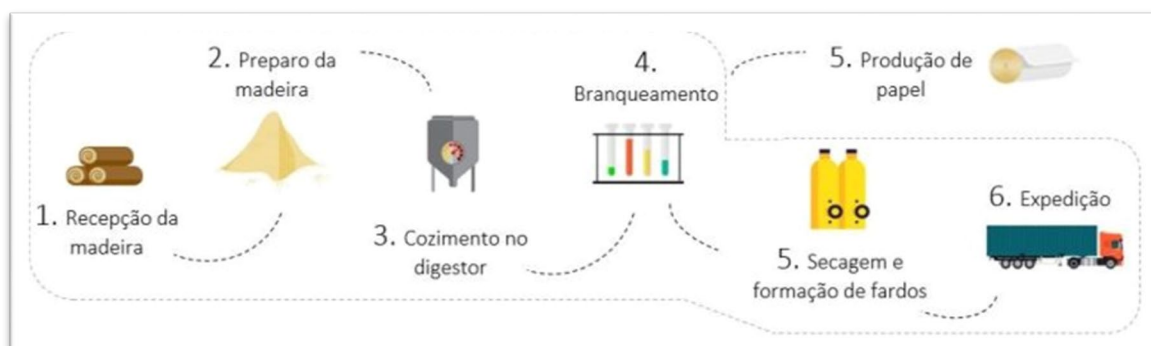 1. Recepção da
madeira
2. Preparo da
madeira
3. Cozimento no
digestor
4.
Branqueamento
5. Produção de
papel
5. Secagem e
formação de fardos
6. Expedição